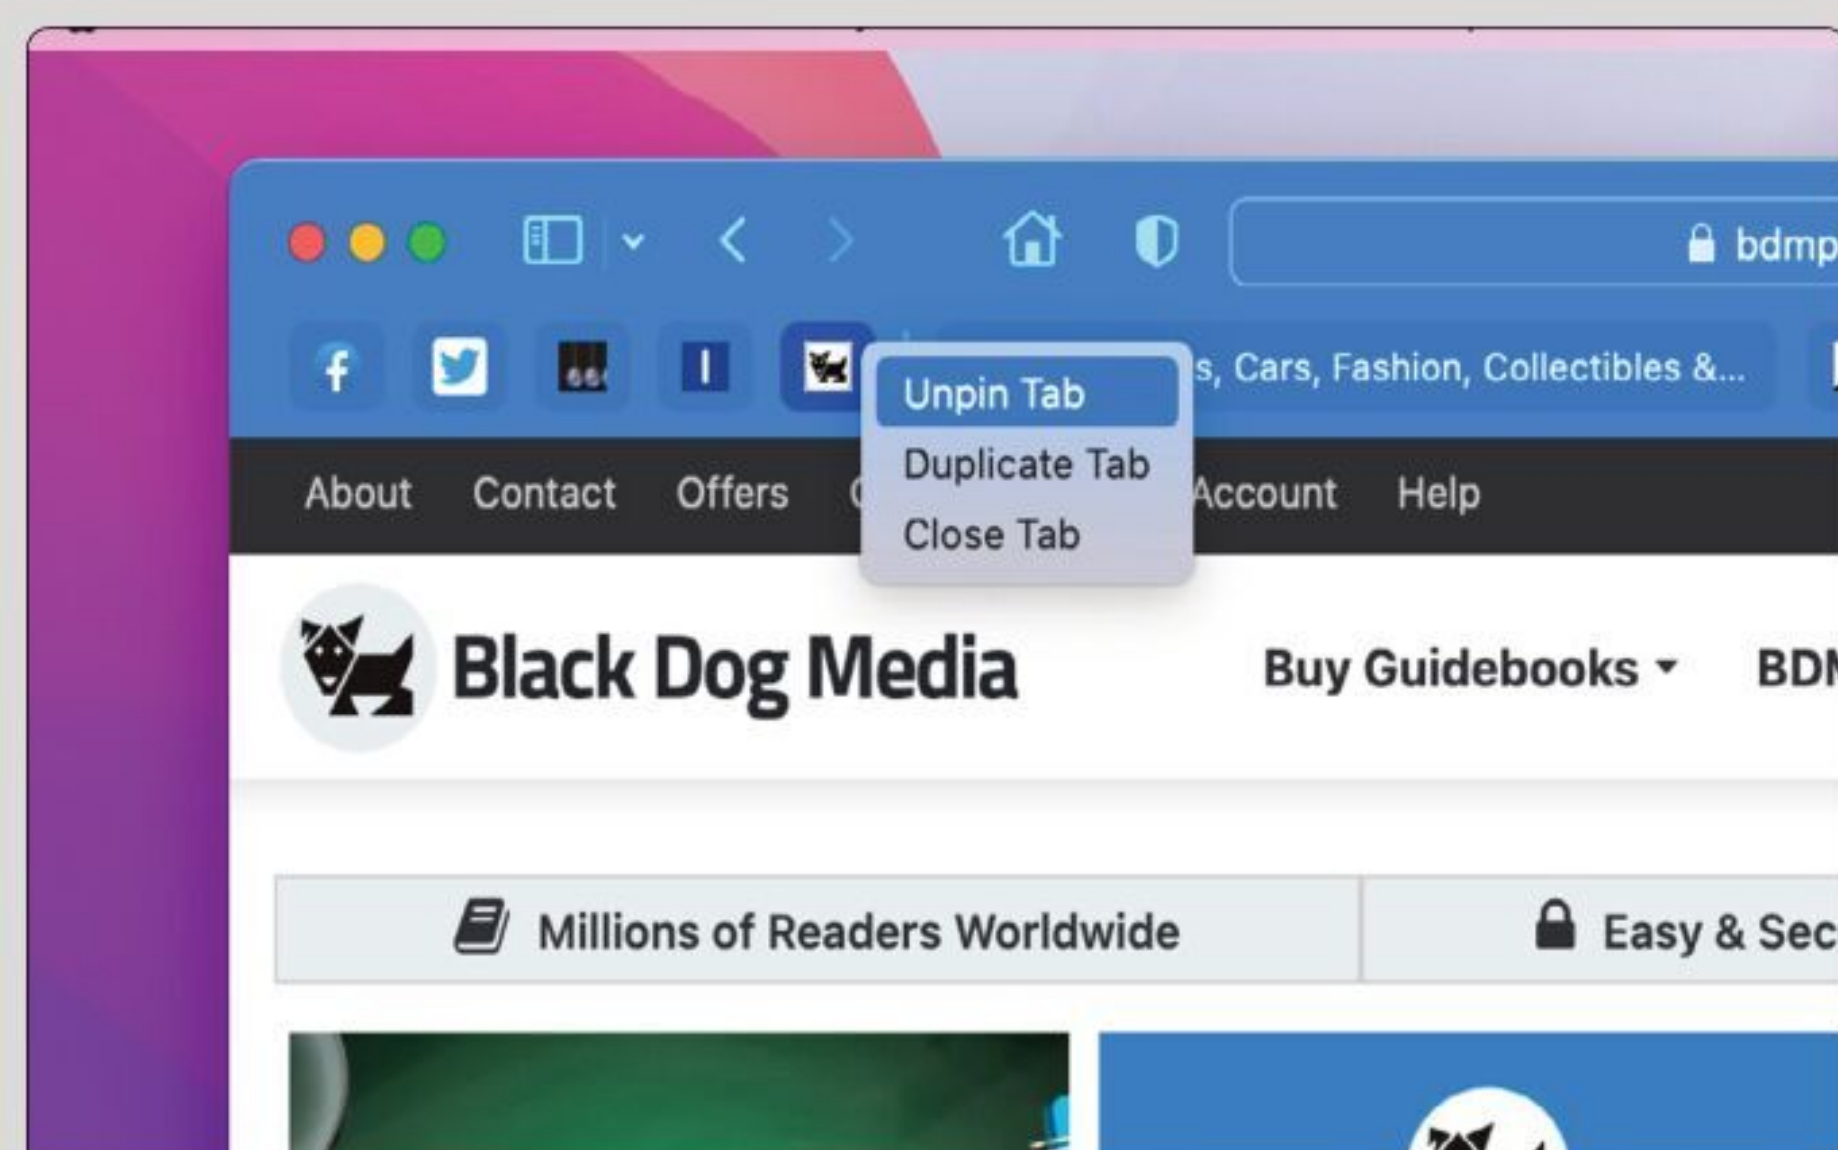 bdmp
s, Cars, Fashion, Collectibles &...
Unpin Tab
Duplicate Tab
Close Tab
About Contact Offers Account Help
Black Dog Media
Buy Guidebooks
BDM
Millions of Readers Worldwide
Easy & Sec